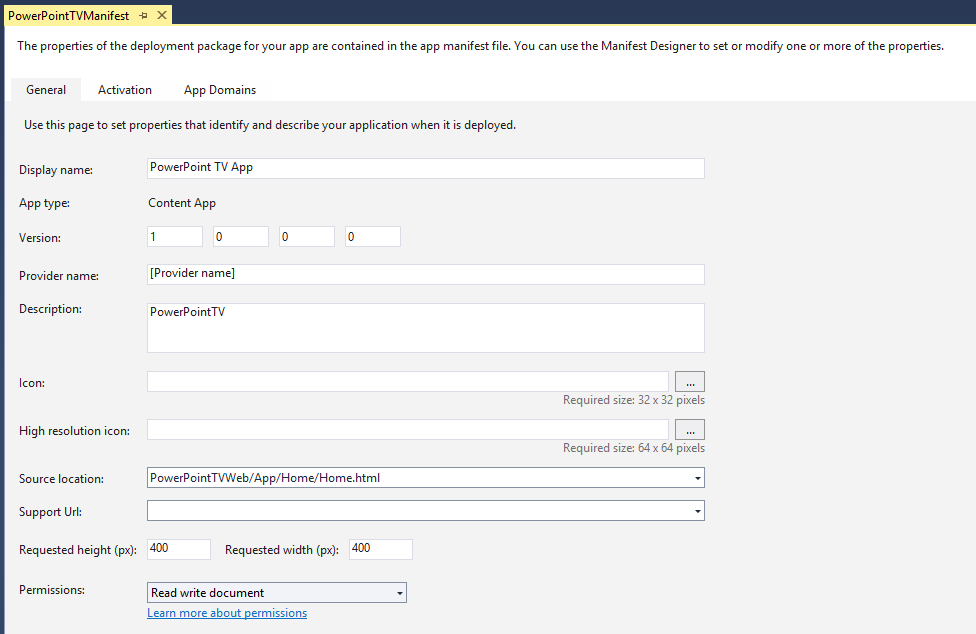 PowerPointTVManifest
The properties of the deployment package for your app are contained in the app manifest file. You can use the Manifest Designer to set or modify one or more of the properties.
General Activation App Domains
Use this page to set properties that identify and describe your application when it is deployed.
Display name: PowerPoint TV App
App type: Content App
Version: 1 0 0 0
Provider name: [Provider name]
Description: PowerPointTV
Icon: ...
Required size: 32 x 32 pixels
High resolution icon: ...
Required size: 64 x 64 pixels
Source location: PowerPointTVWeb/App/Home/Home.html
Support Url:
Requested height (px): 400 Requested width (px): 400
Permissions: Read write document
Learn more about permissions